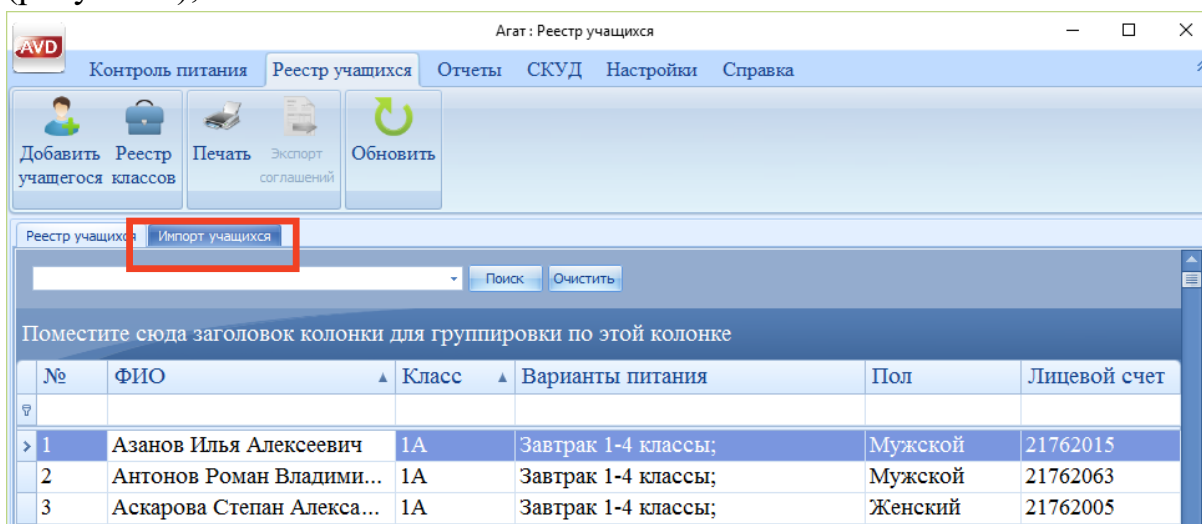 Агат : Реестр учащихся
AVD
Контроль питания Реестр учащихся Отчеты СКУД Настройки Справка
Добавить учащегося
Реестр классов
Печать
Экспорт соглашений
Обновить
Реестр учащихся Импорт учащихся
Поиск Очистить
Поместите сюда заголовок колонки для группировки по этой колонке
№ ФИО Класс Варианты питания Пол Лицевой счет
1 Азанов Илья Алексеевич 1А Завтрак 1-4 классы; Мужской 21762015
2 Антонов Роман Владими... 1А Завтрак 1-4 классы; Мужской 21762063
3 Аскарова Степан Алекса... 1А Завтрак 1-4 классы; Женский 21762005